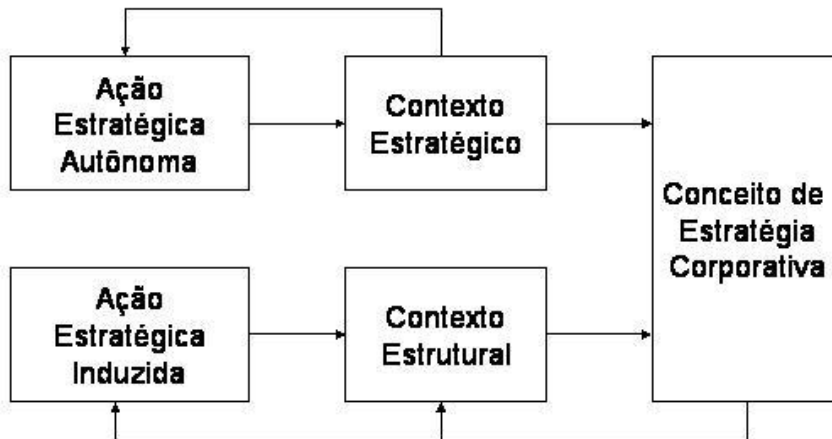 Ação
Estratégica
Autônoma
Contexto
Estratégico
Conceito de
Estratégia
Corporativa
Ação
Estratégica
Induzida
Contexto
Estrutural